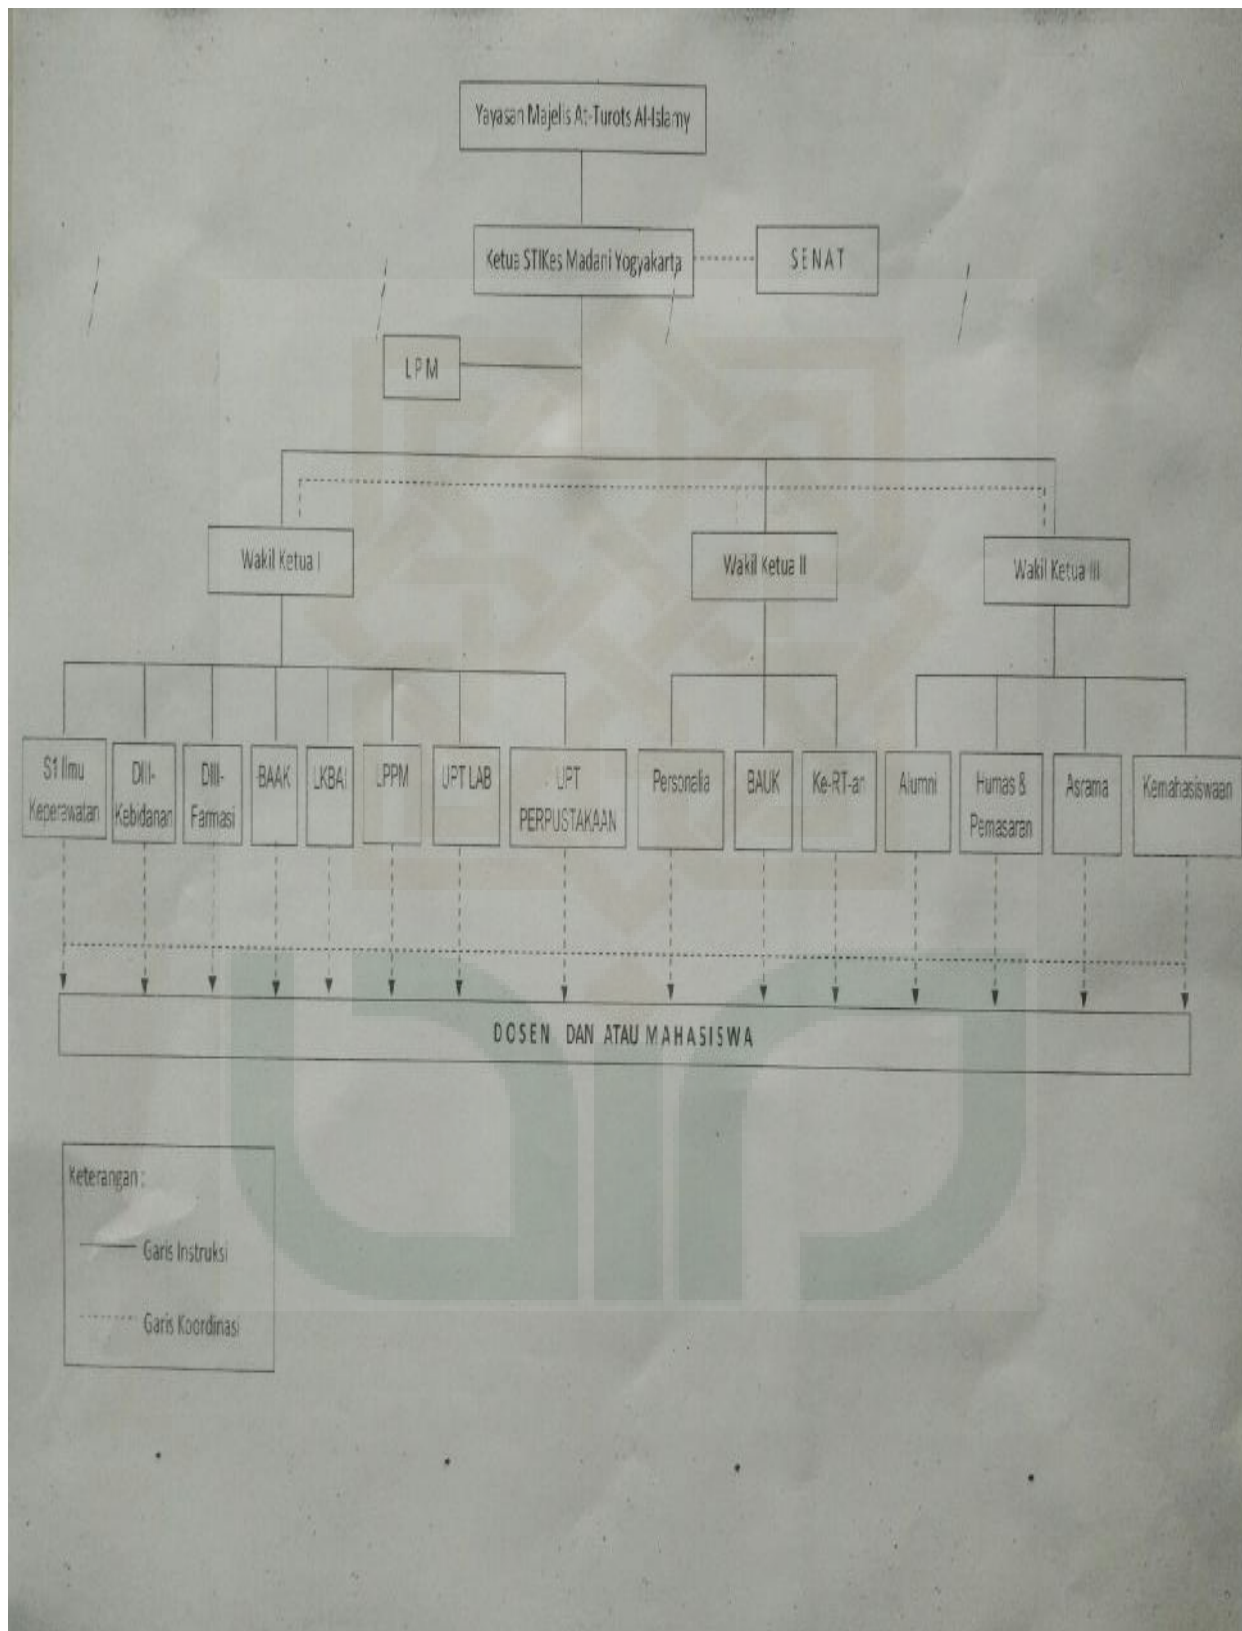 Yayasan Majelis At-Turots Al-Islamy
Ketua STIKes Madani Yogyakarta
SENAT
LPM
Wakil Ketua I
Wakil Ketua II
Wakil Ketua III
S1 Ilmu
Keperawatan
DIII-
Kebidanan
DIII-
Farmasi
BAAK
LKBAI
LPPM
UPT LAB
UPT
PERPUSTAKAAN
Personalia
BAUK
Ke-RT-an
Alumni
Humas &
Pemasaran
Asrama
Kemahasiswaan
DOSEN DAN ATAU MAHASISWA
Keterangan :
Garis Instruksi
Garis Koordinasi